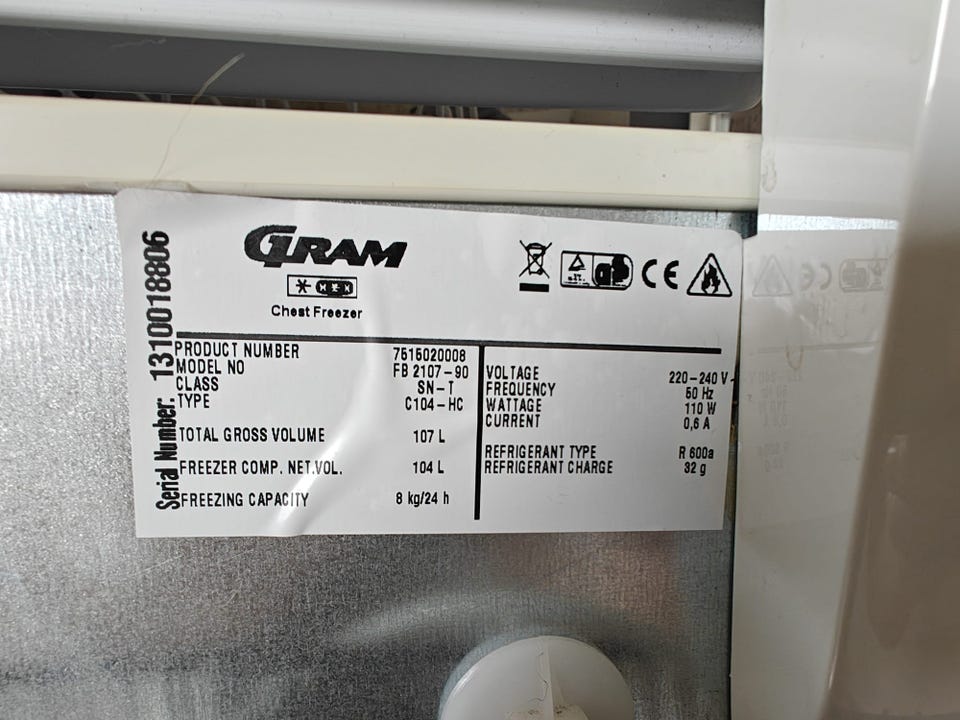 GRAM
Chest Freezer
Serial Number: 1310018806
PRODUCT NUMBER 7515020008
MODEL NO FB 2107-90
CLASS SN-T
TYPE C104-HC
TOTAL GROSS VOLUME 107 L
FREEZER COMP. NET.VOL. 104 L
FREEZING CAPACITY 8 kg/24 h
VOLTAGE 220-240 V~
FREQUENCY 50 Hz
WATTAGE 110 W
CURRENT 0,6 A
REFRIGERANT TYPE R 600a
REFRIGERANT CHARGE 32 g
CE